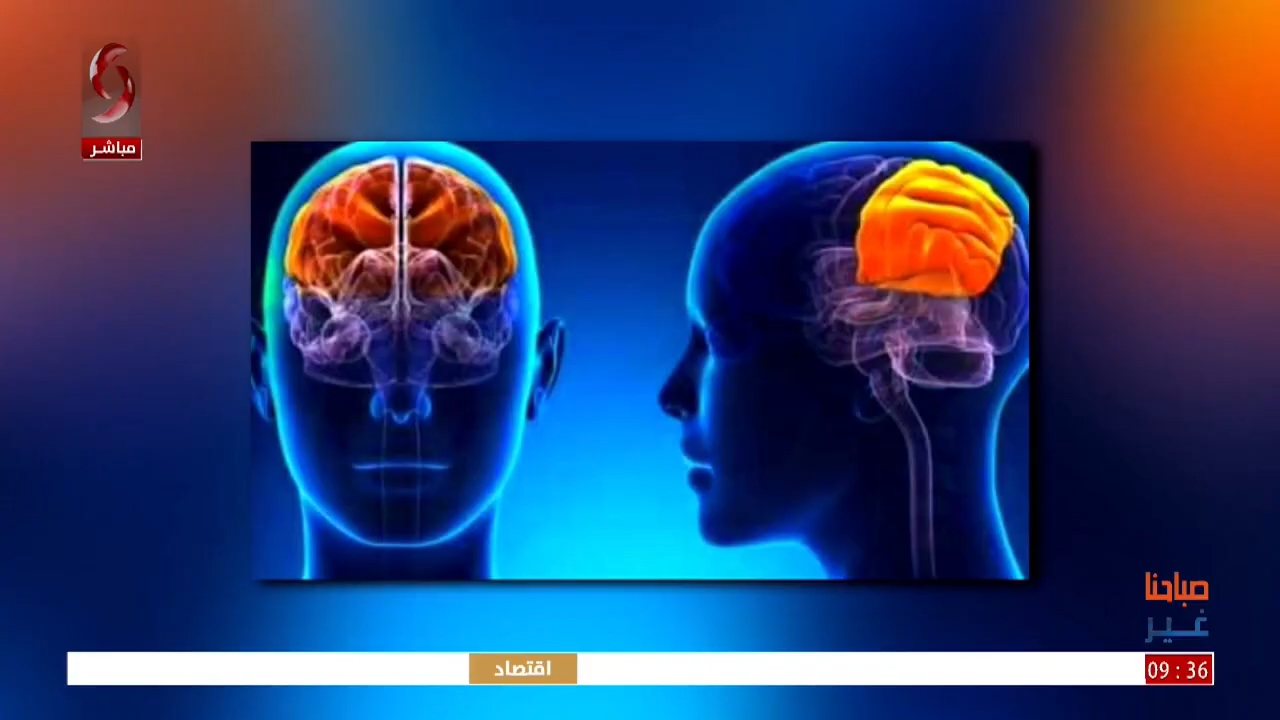 مباشر
صباحنا
غير
اقتصاد
09 : 36